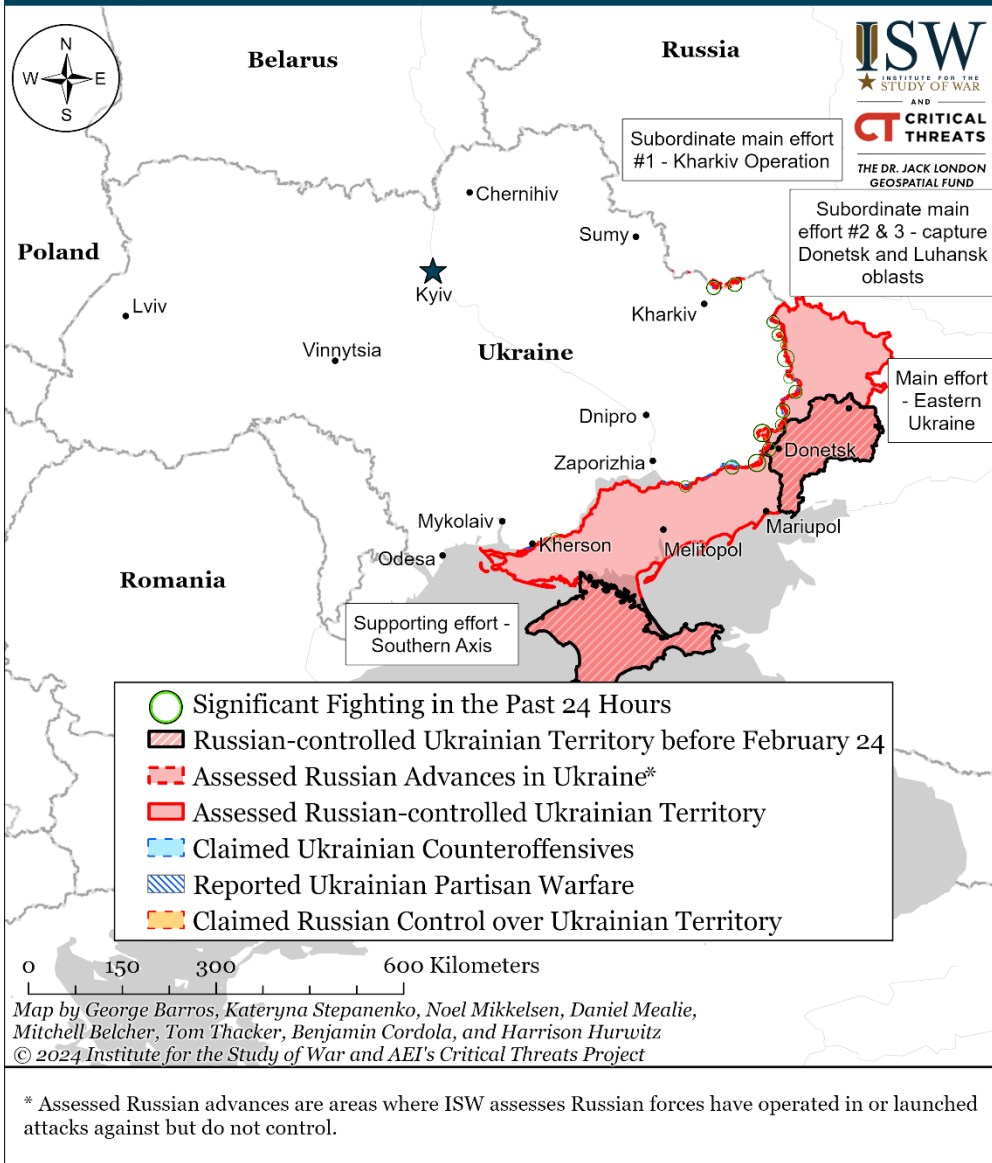 N
W
E
S
Belarus
Russia
ISW
INSTITUTE FOR THE
STUDY OF WAR
AND
CT CRITICAL
THREATS
THE DR. JACK LONDON
GEOSPATIAL FUND
Subordinate main effort
#1 - Kharkiv Operation
Subordinate main
effort #2 & 3 - capture
Donetsk and Luhansk
oblasts
Chernihiv
Sumy
Poland
Kyiv
Lviv
Kharkiv
Vinnytsia
Ukraine
Main effort
- Eastern
Ukraine
Dnipro
Donetsk
Zaporizhia
Mykolaiv
Mariupol
Kherson
Melitopol
Odesa
Romania
Supporting effort -
Southern Axis
Significant Fighting in the Past 24 Hours
Russian-controlled Ukrainian Territory before February 24
Assessed Russian Advances in Ukraine*
Assessed Russian-controlled Ukrainian Territory
Claimed Ukrainian Counteroffensives
Reported Ukrainian Partisan Warfare
Claimed Russian Control over Ukrainian Territory
0 150 300 600 Kilometers
Map by George Barros, Kateryna Stepanenko, Noel Mikkelsen, Daniel Mealie,
Mitchell Belcher, Tom Thacker, Benjamin Cordola, and Harrison Hurwitz
© 2024 Institute for the Study of War and AEI's Critical Threats Project
* Assessed Russian advances are areas where ISW assesses Russian forces have operated in or launched
attacks against but do not control.